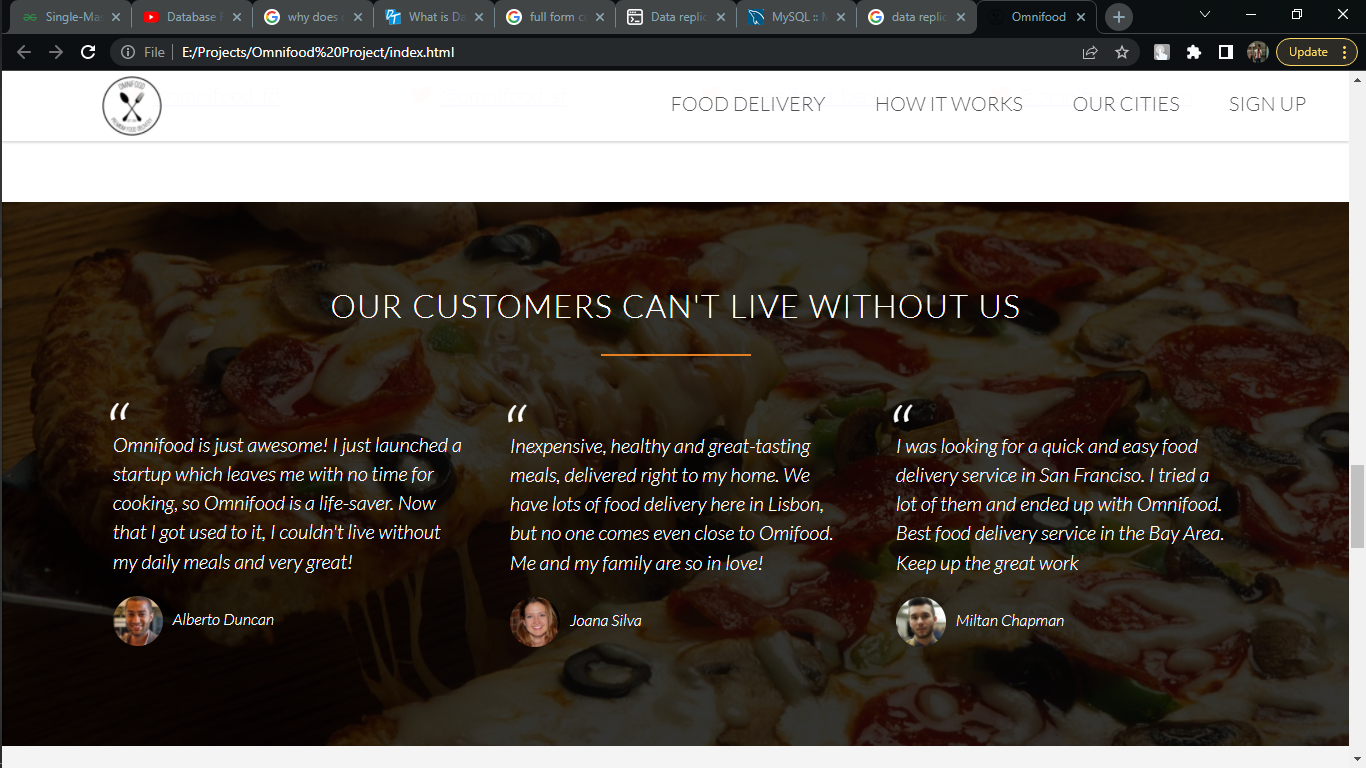 Single-Ma
Database
why does
What is Da
full form c
Data replic
MySQL ::
data replic
Omnifood
File
E:/Projects/Omnifood%20Project/index.html
Update
OMNIFOOD
PREMIUM FOOD DELIVERY
FOOD DELIVERY
HOW IT WORKS
OUR CITIES
SIGN UP
OUR CUSTOMERS CAN'T LIVE WITHOUT US
“
Omnifood is just awesome! I just launched a
startup which leaves me with no time for
cooking, so Omnifood is a life-saver. Now
that I got used to it, I couldn't live without
my daily meals and very great!
Alberto Duncan
“
Inexpensive, healthy and great-tasting
meals, delivered right to my home. We
have lots of food delivery here in Lisbon,
but no one comes even close to Omifood.
Me and my family are so in love!
Joana Silva
“
I was looking for a quick and easy food
delivery service in San Franciso. I tried a
lot of them and ended up with Omnifood.
Best food delivery service in the Bay Area.
Keep up the great work
Miltan Chapman